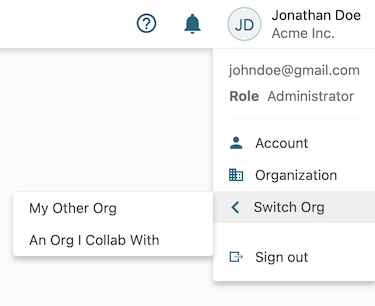 JD
Jonathan Doe
Acme Inc.
johndoe@gmail.com
Role Administrator
Account
Organization
Switch Org
My Other Org
An Org I Collab With
Sign out